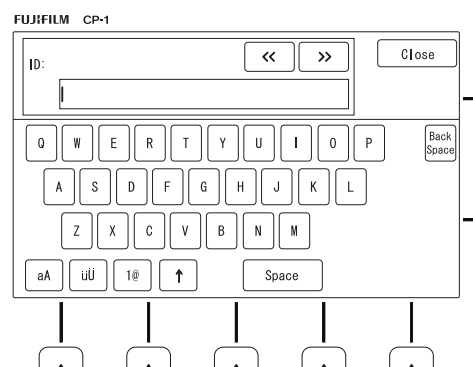 FUJIFILM CP-1
ID:
<< >> Close
Q W E R T Y U I O P Back Space
A S D F G H J K L
Z X C V B N M
aA üÜ 1@ ↑ Space